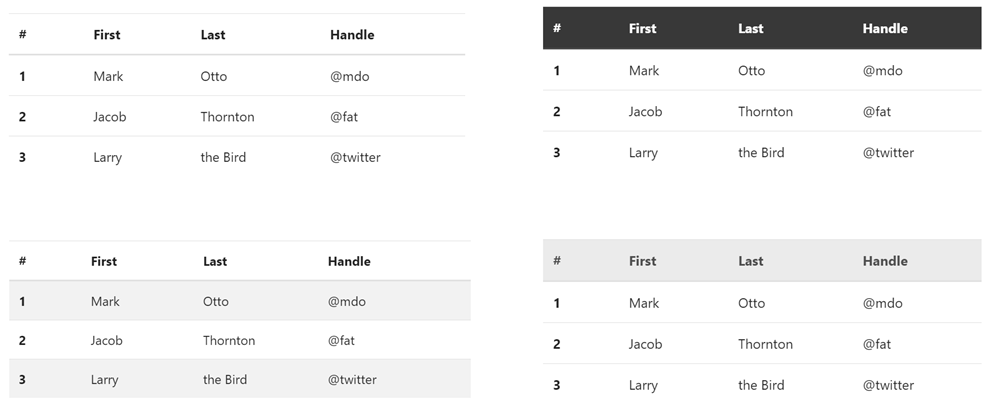 # First Last Handle
1 Mark Otto @mdo
2 Jacob Thornton @fat
3 Larry the Bird @twitter
# First Last Handle
1 Mark Otto @mdo
2 Jacob Thornton @fat
3 Larry the Bird @twitter
# First Last Handle
1 Mark Otto @mdo
2 Jacob Thornton @fat
3 Larry the Bird @twitter
# First Last Handle
1 Mark Otto @mdo
2 Jacob Thornton @fat
3 Larry the Bird @twitter